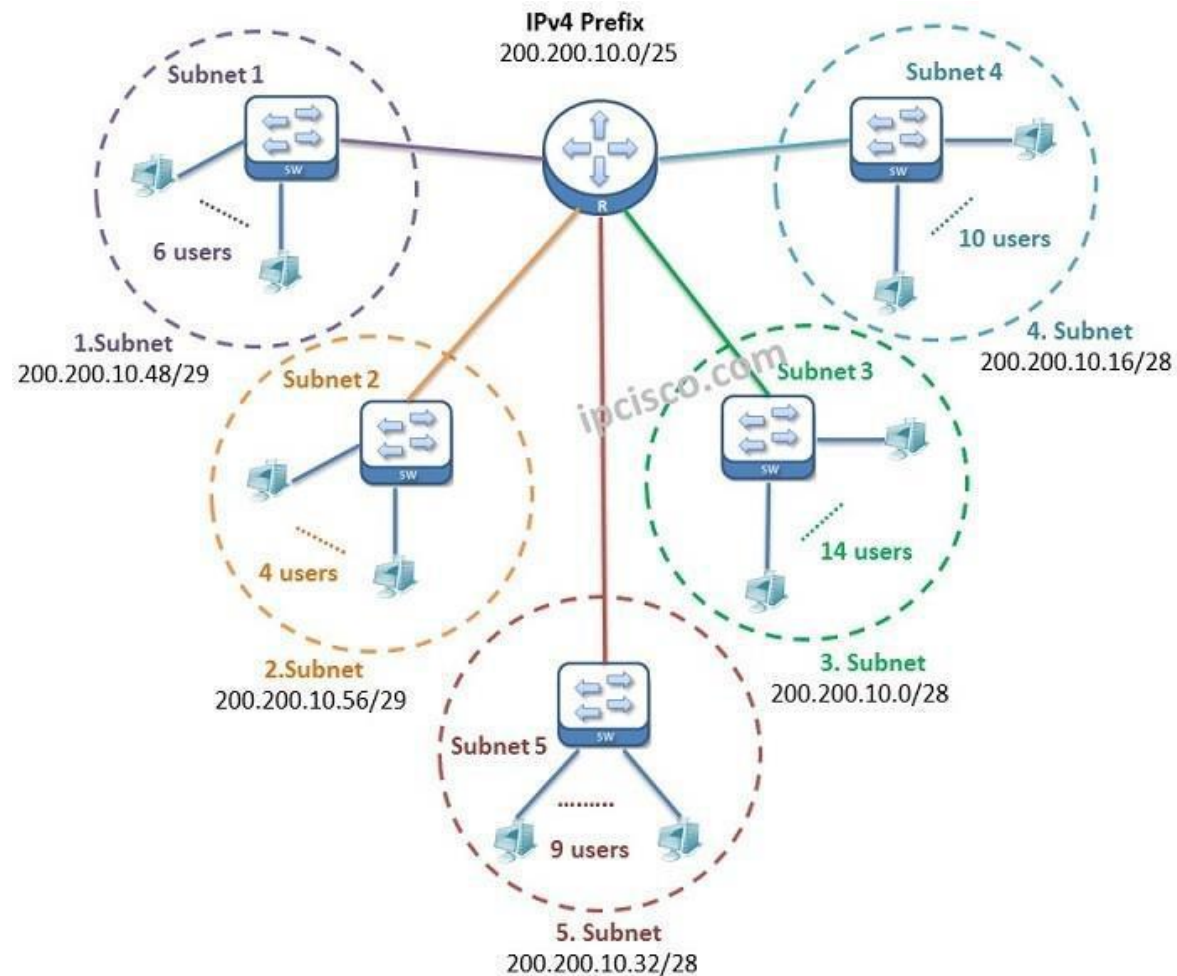 IPv4 Prefix
200.200.10.0/25
Subnet 1
SW
6 users
1.Subnet
200.200.10.48/29
R
Subnet 4
SW
10 users
4. Subnet
200.200.10.16/28
Subnet 2
SW
4 users
2.Subnet
200.200.10.56/29
ipcisco.com
Subnet 3
SW
14 users
3. Subnet
200.200.10.0/28
Subnet 5
SW
9 users
5. Subnet
200.200.10.32/28